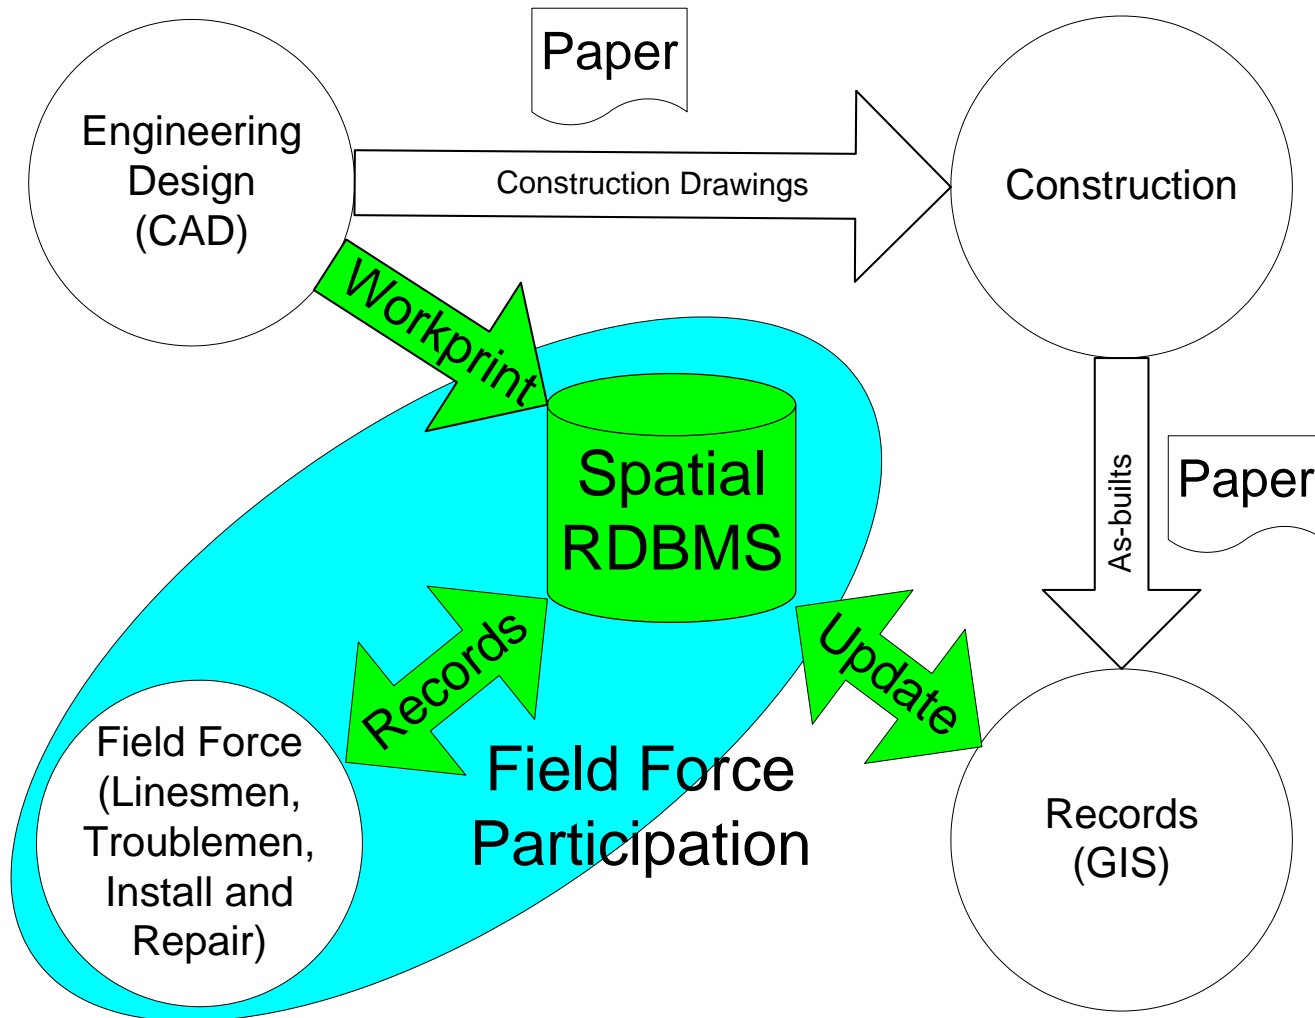 Paper
Engineering
Design
(CAD)
Construction Drawings
Construction
Workprint
Spatial
RDBMS
As-builts
Paper
Records
Update
Field Force
(Linesmen,
Troublemen,
Install and
Repair)
Field Force
Participation
Records
(GIS)